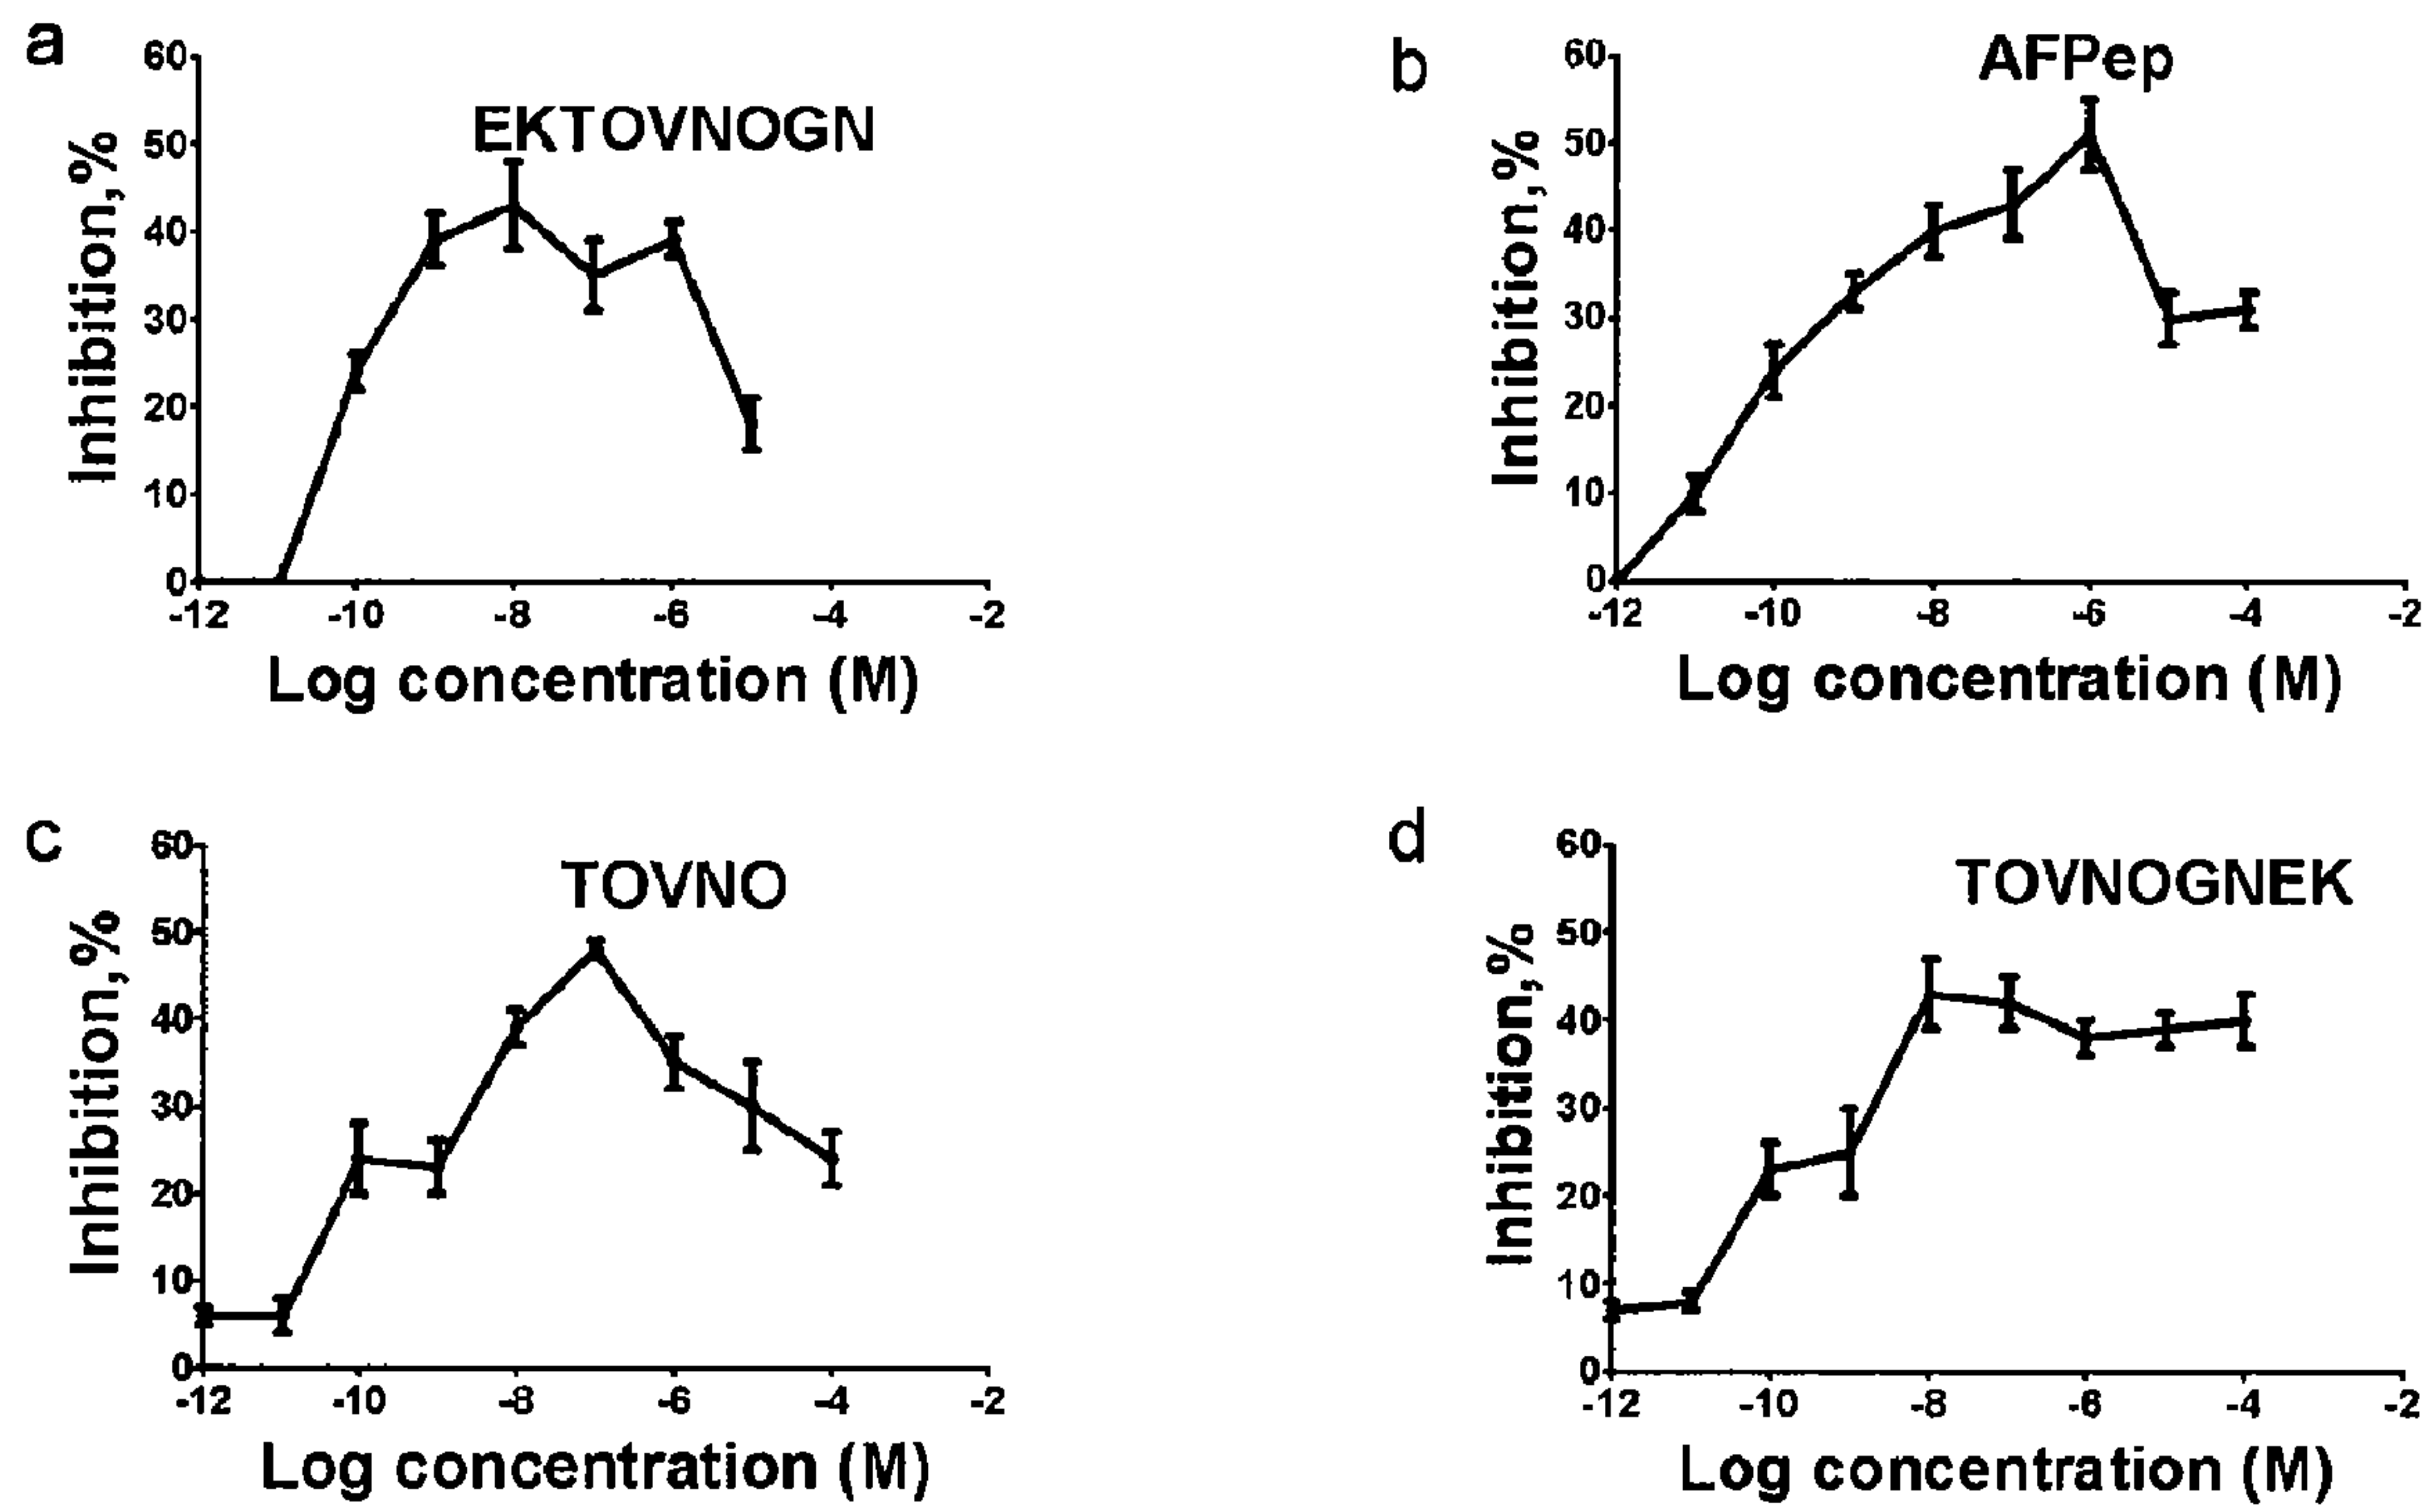 a
EKTOVNOGN
Inhibition,%
60
50
40
30
20
10
0
-12 -10 -8 -6 -4 -2
Log concentration (M)
b
AFPep
Inhibition,%
60
50
40
30
20
10
0
-12 -10 -8 -6 -4 -2
Log concentration (M)
c
TOVNO
Inhibition,%
60
50
40
30
20
10
0
-12 -10 -8 -6 -4 -2
Log concentration (M)
d
TOVNOGNEK
Inhibition,%
60
50
40
30
20
10
0
-12 -10 -8 -6 -4 -2
Log concentration (M)